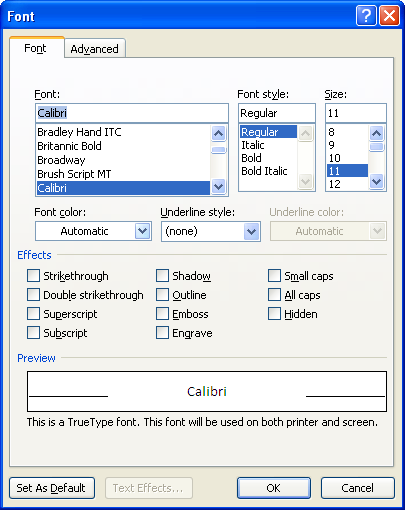 Font
Font Advanced
Font: Font style: Size:
Calibri Regular 11
Bradley Hand ITC Regular 8
Britannic Bold Italic 9
Broadway Bold 10
Brush Script MT Bold Italic 11
Calibri 12
Font color: Underline style: Underline color:
Automatic (none) Automatic
Effects
Strikethrough Shadow Small caps
Double strikethrough Outline All caps
Superscript Emboss Hidden
Subscript Engrave
Preview
Calibri
This is a TrueType font. This font will be used on both printer and screen.
Set As Default Text Effects... OK Cancel